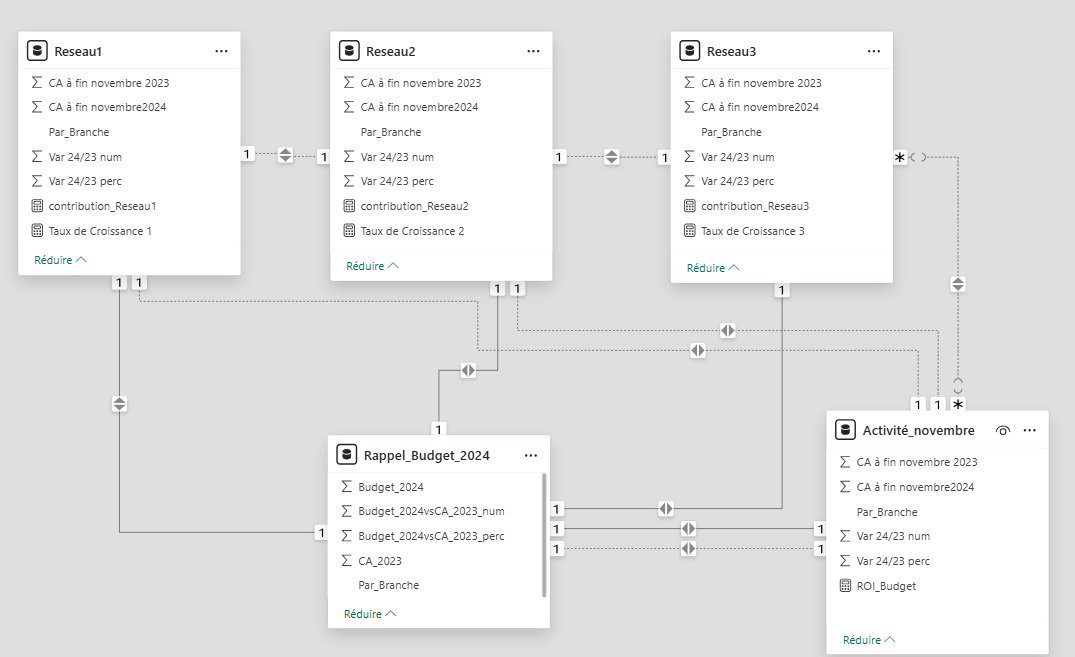 Reseau1
CA à fin novembre 2023
CA à fin novembre2024
Par_Branche
Var 24/23 num
Var 24/23 perc
contribution_Reseau1
Taux de Croissance 1
Réduire
Reseau2
CA à fin novembre 2023
CA à fin novembre2024
Par_Branche
Var 24/23 num
Var 24/23 perc
contribution_Reseau2
Taux de Croissance 2
Réduire
Reseau3
CA à fin novembre 2023
CA à fin novembre2024
Par_Branche
Var 24/23 num
Var 24/23 perc
contribution_Reseau3
Taux de Croissance 3
Réduire
1
1
1
1
*
1
1
1
1
1
1
1
1
*
1
1
1
1
1
1
Rappel_Budget_2024
Budget_2024
Budget_2024vsCA_2023_num
Budget_2024vsCA_2023_perc
CA_2023
Par_Branche
Réduire
Activité_novembre
CA à fin novembre 2023
CA à fin novembre2024
Par_Branche
Var 24/23 num
Var 24/23 perc
ROI_Budget
Réduire